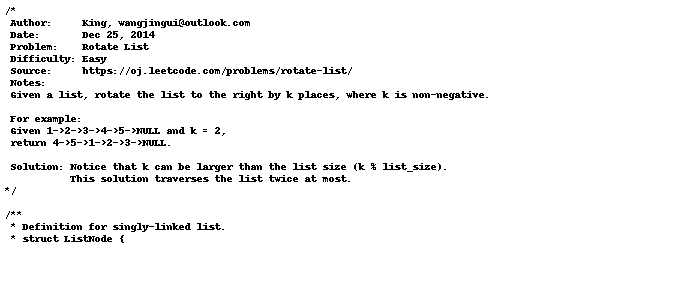 /*
Author:     King, wangjingui@outlook.com
Date:       Dec 25, 2014
Problem:    Rotate List
Difficulty: Easy
Source:     https://oj.leetcode.com/problems/rotate-list/
Notes:
Given a list, rotate the list to the right by k places, where k is non-negative.
For example:
Given 1->2->3->4->5->NULL and k = 2,
return 4->5->1->2->3->NULL.
Solution: Notice that k can be larger than the list size (k % list_size).
This solution traverses the list twice at most.
*/
/**
* Definition for singly-linked list.
* struct ListNode {